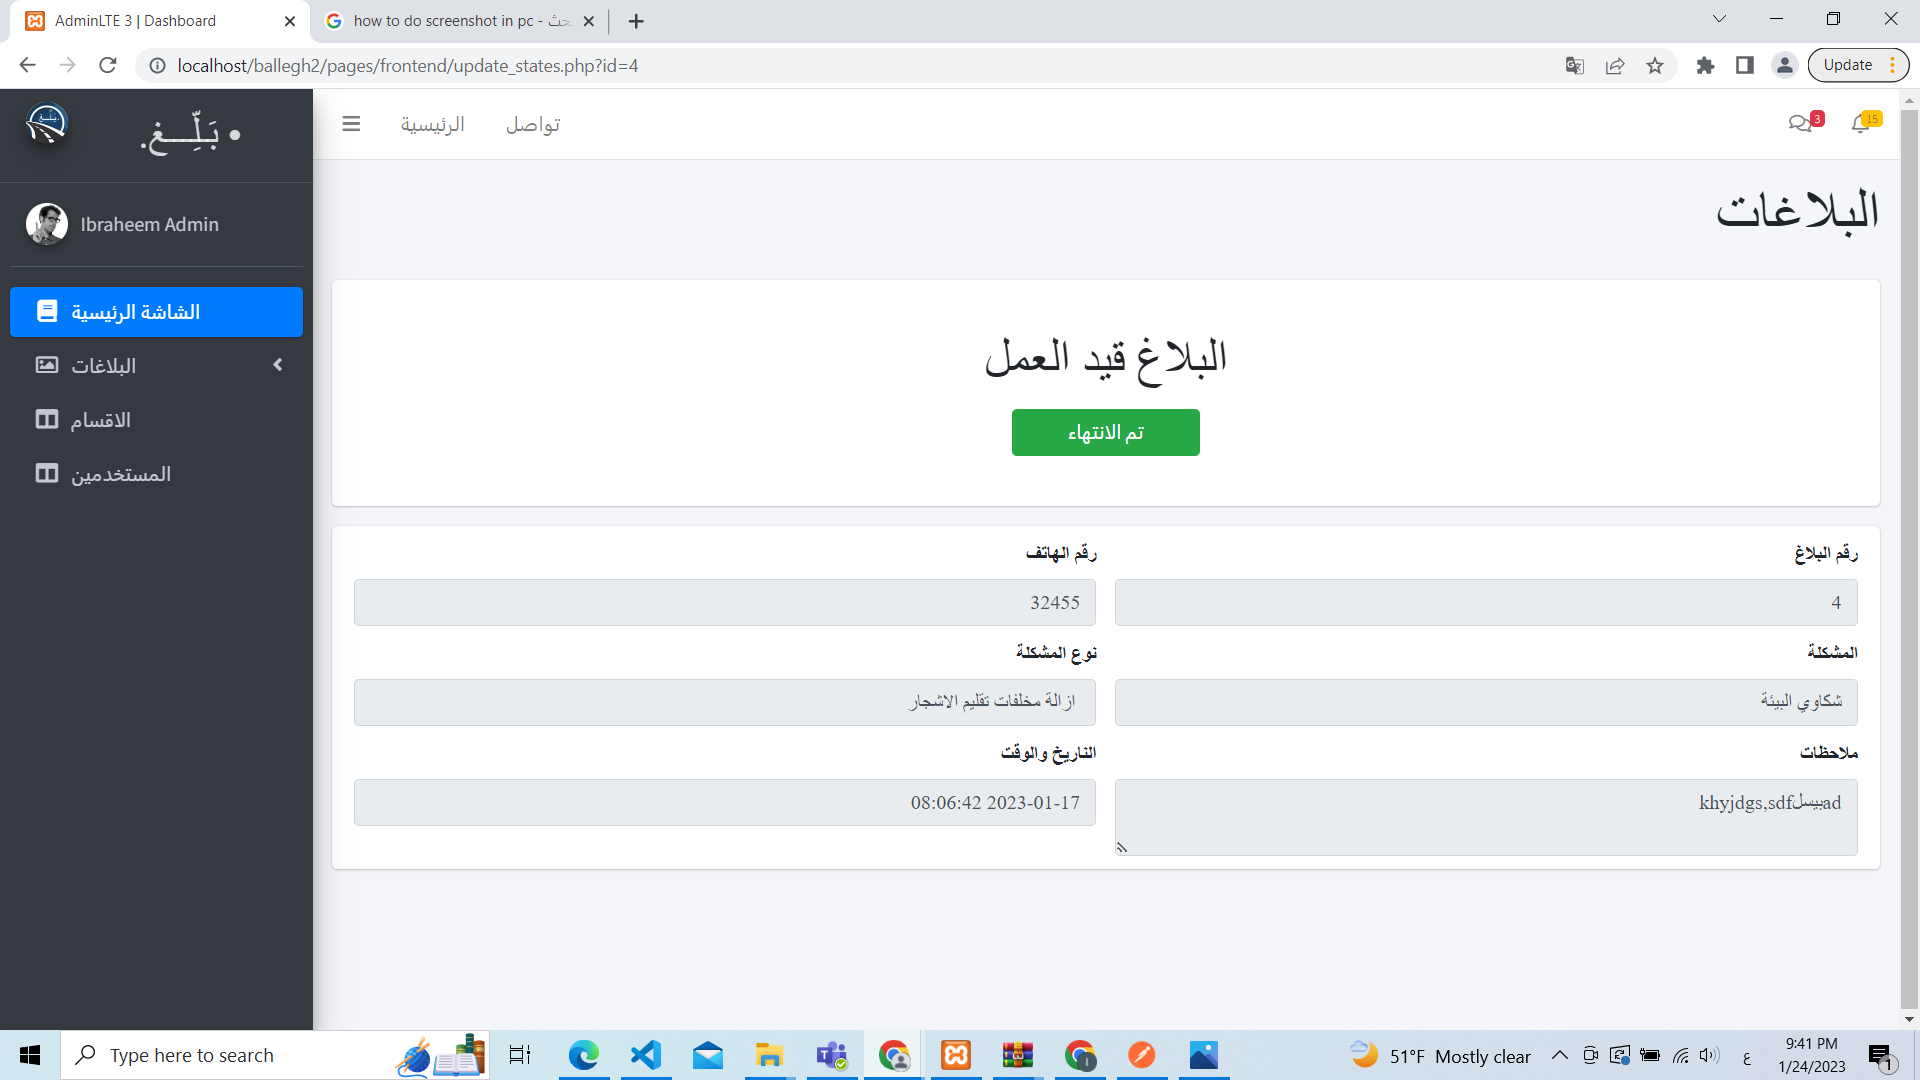 AdminLTE 3 | Dashboard
how to do screenshot in pc - بحث
localhost/ballegh2/pages/frontend/update_states.php?id=4
Update
بَلِّـــغ.
الرئيسية
تواصل
3
15
Ibraheem Admin
الشاشة الرئيسية
البلاغات
الاقسام
المستخدمين
البلاغات
البلاغ قيد العمل
تم الانتهاء
رقم البلاغ
رقم الهاتف
4
32455
المشكلة
نوع المشكلة
شكاوي البيئة
ازالة مخلفات تقليم الاشجار
ملاحظات
التاريخ والوقت
khyjdgs,sdfبيسلad
08:06:42 2023-01-17
Type here to search
51°F Mostly clear
ع
9:41 PM
1/24/2023
1